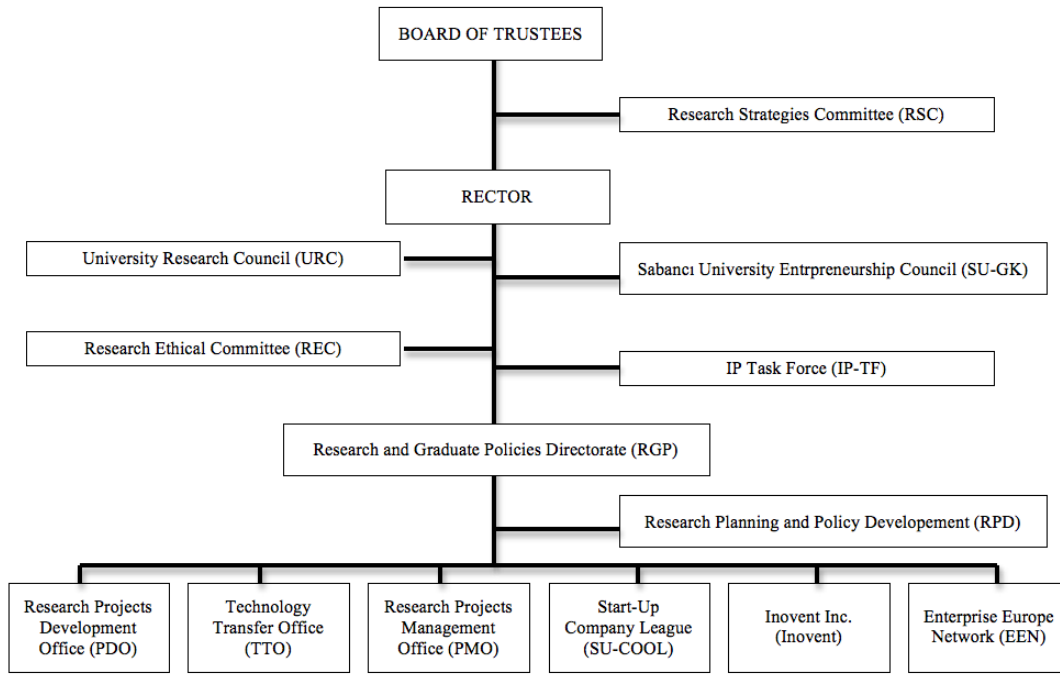 BOARD OF TRUSTEES
Research Strategies Committee (RSC)
RECTOR
University Research Council (URC)
Sabancı University Entrpreneurship Council (SU-GK)
Research Ethical Committee (REC)
IP Task Force (IP-TF)
Research and Graduate Policies Directorate (RGP)
Research Planning and Policy Developement (RPD)
Research Projects
Development
Office (PDO)
Technology
Transfer Office
(TTO)
Research Projects
Management
Office (PMO)
Start-Up
Company League
(SU-COOL)
Inovent Inc.
(Inovent)
Enterprise Europe
Network (EEN)